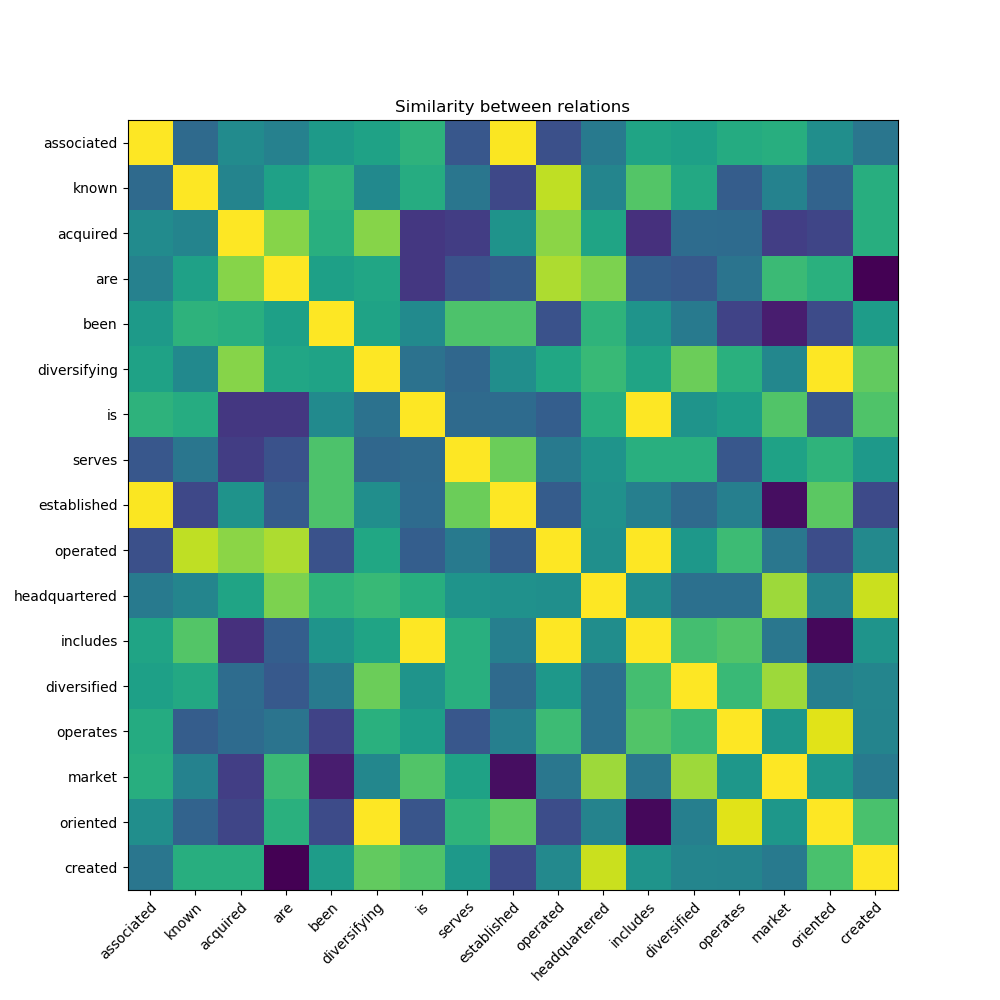 Similarity between relations
associated
known
acquired
are
been
diversifying
is
serves
established
operated
headquartered
includes
diversified
operates
market
oriented
created
associated
known
acquired
are
been
diversifying
is
serves
established
operated
headquartered
includes
diversified
operates
market
oriented
created